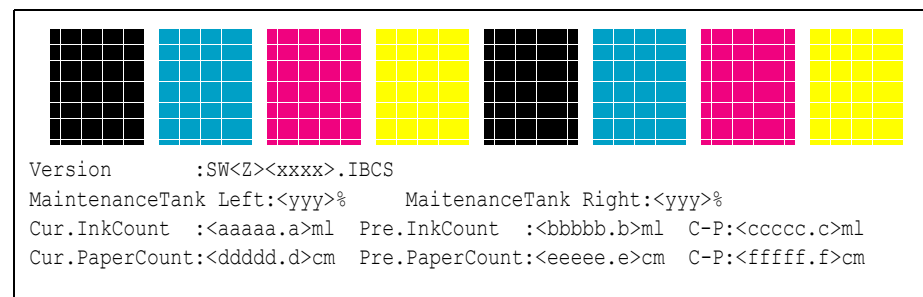 Version :SW<Z><xxxx>.IBCS
MaintenanceTank Left:<yyy>% MaitenanceTank Right:<yyy>%
Cur.InkCount :<aaaaa.a>ml Pre.InkCount :<bbbbb.b>ml C-P:<ccccc.c>ml
Cur.PaperCount:<ddddd.d>cm Pre.PaperCount:<eeeee.e>cm C-P:<fffff.f>cm